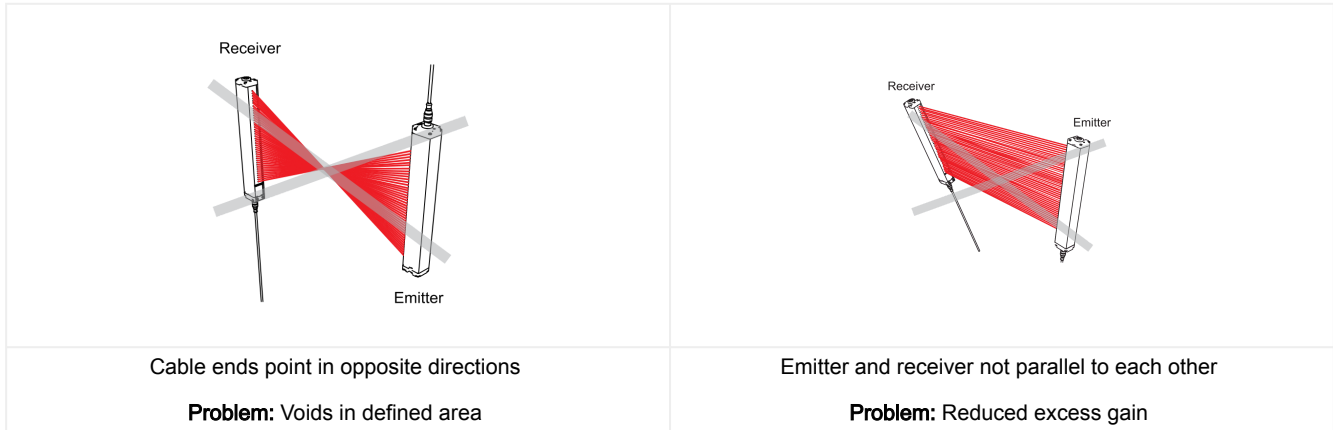 Receiver
Emitter
Cable ends point in opposite directions
Problem: Voids in defined area
Receiver
Emitter
Emitter and receiver not parallel to each other
Problem: Reduced excess gain